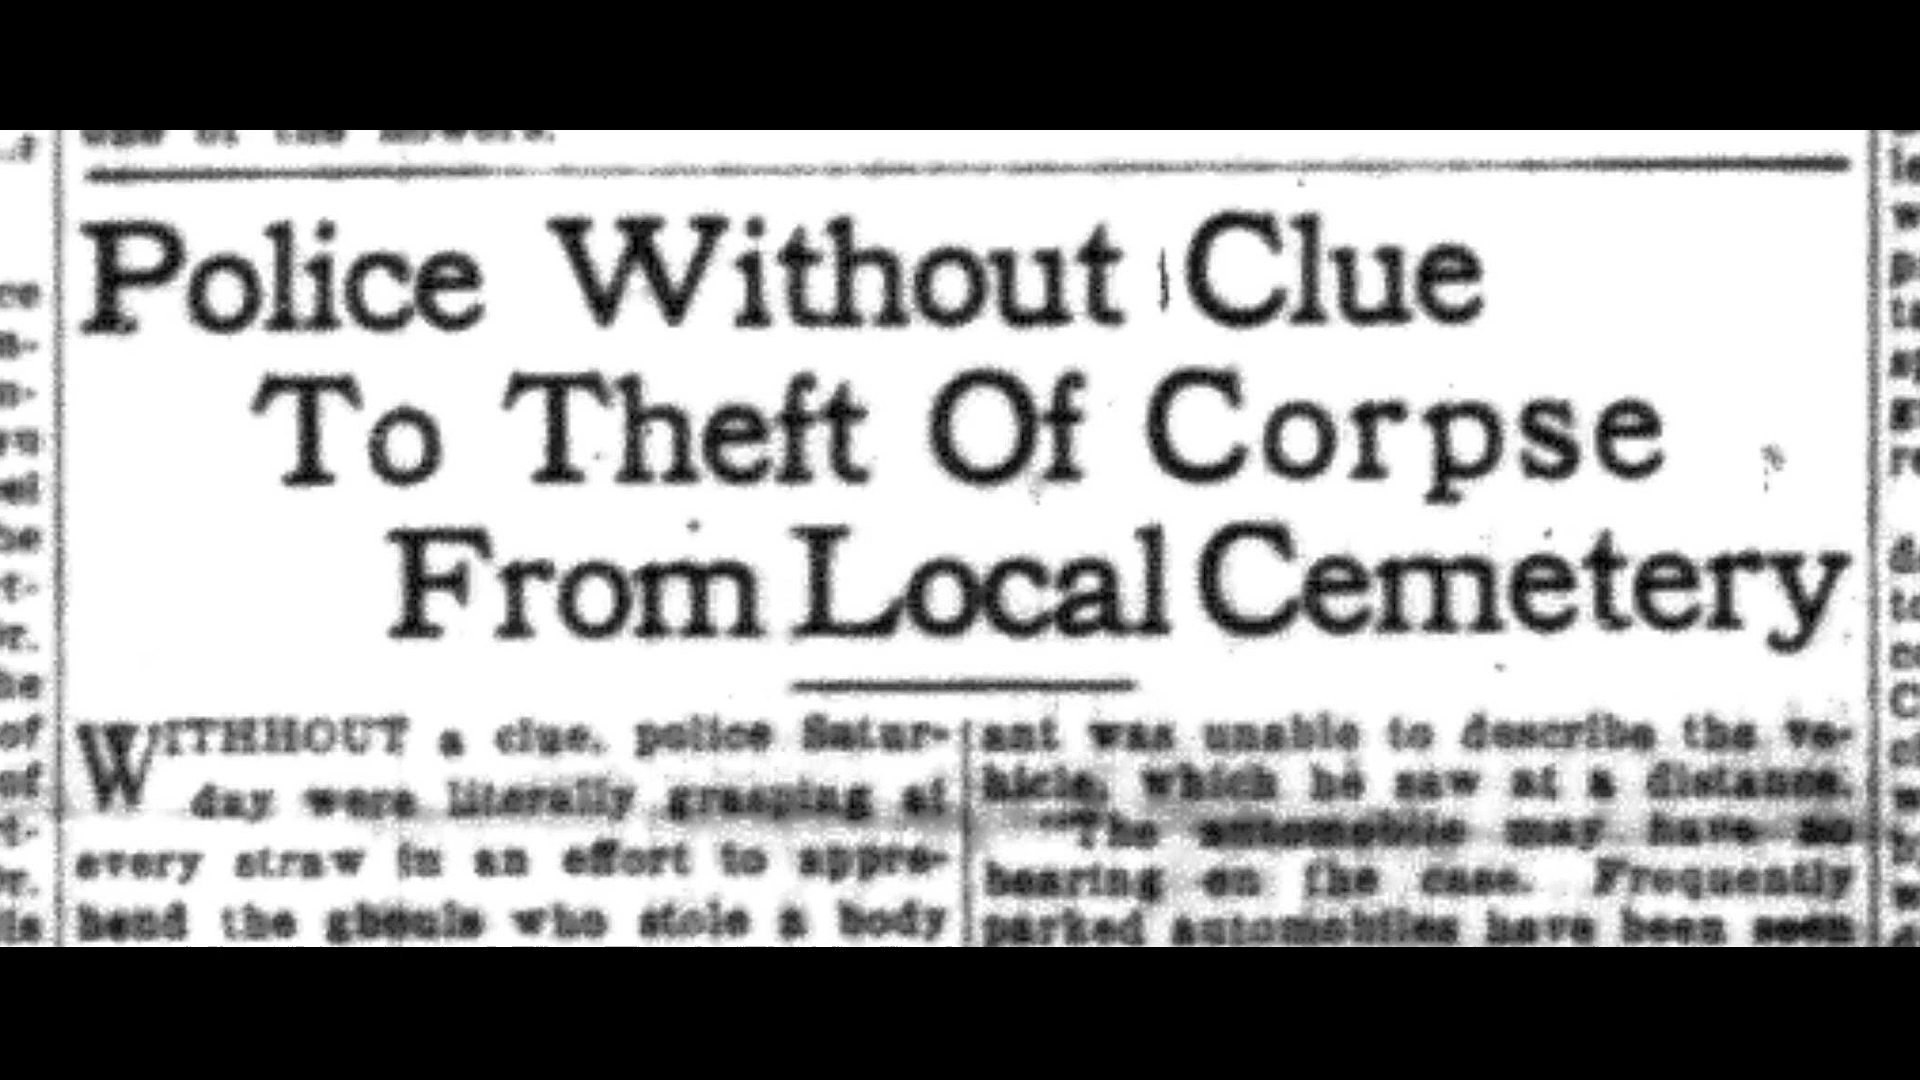 Police Without Clue
To Theft Of Corpse
From Local Cemetery
WITHHOUT a clue, police Satur-
day were literally grasping at
every straw in an effort to appre-
hend the ghouls who stole a body
ant was unable to describe the ve-
hicle, which he saw at a distance.
"The automobile may have no
bearing on the case. Frequently
parked automobiles have been seen